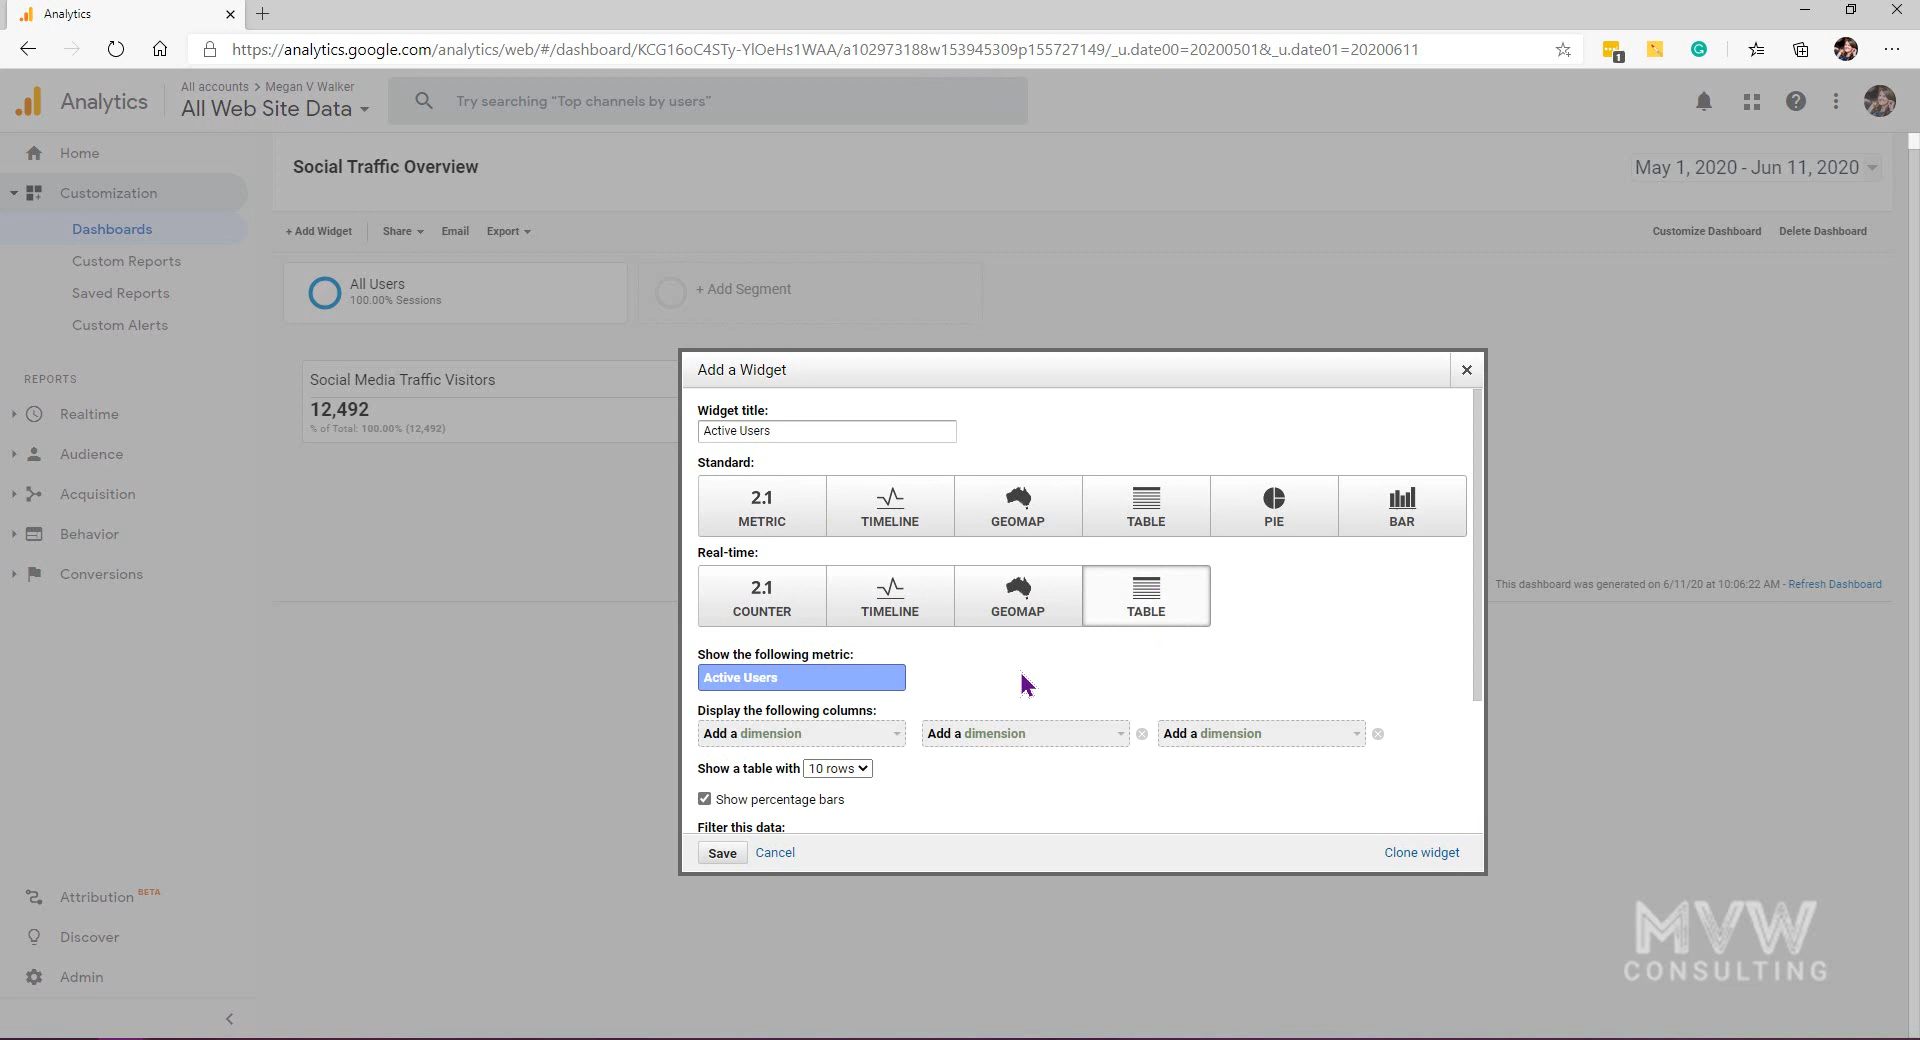 Analytics
https://analytics.google.com/analytics/web/#/dashboard/KCG16oC4STy-YlOeHs1WAA/a102973188w153945309p155727149/_u.date00=20200501&_u.date01=20200611
1
Analytics
All accounts > Megan V Walker
All Web Site Data
Try searching “Top channels by users”
Home
Customization
Dashboards
Custom Reports
Saved Reports
Custom Alerts
REPORTS
Realtime
Audience
Acquisition
Behavior
Conversions
Attribution BETA
Discover
Admin
Social Traffic Overview
May 1, 2020 - Jun 11, 2020
+ Add Widget
Share
Email
Export
Customize Dashboard
Delete Dashboard
All Users
100.00% Sessions
+ Add Segment
Social Media Traffic Visitors
12,492
% of Total: 100.00% (12,492)
Add a Widget
Widget title:
Active Users
Standard:
2.1 METRIC
TIMELINE
GEOMAP
TABLE
PIE
BAR
Real-time:
2.1 COUNTER
TIMELINE
GEOMAP
TABLE
Show the following metric:
Active Users
Display the following columns:
Add a dimension
Add a dimension
Add a dimension
Show a table with 10 rows
Show percentage bars
Filter this data:
Save
Cancel
Clone widget
This dashboard was generated on 6/11/20 at 10:06:22 AM - Refresh Dashboard
MVW
CONSULTING